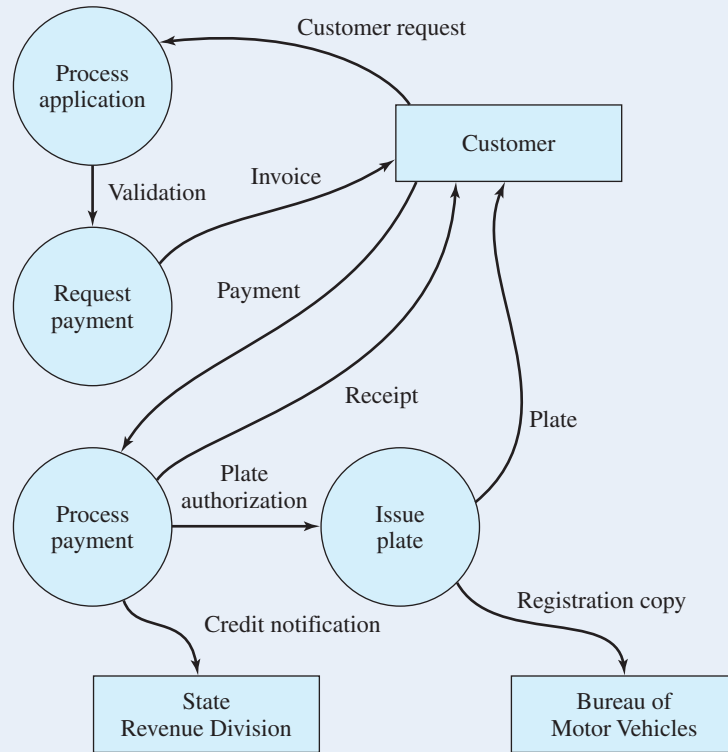 Customer request
Process
application
Customer
Validation
Invoice
Request
payment
Payment
Receipt
Plate
Plate
authorization
Process
payment
Issue
plate
Credit notification
Registration copy
State
Revenue Division
Bureau of
Motor Vehicles